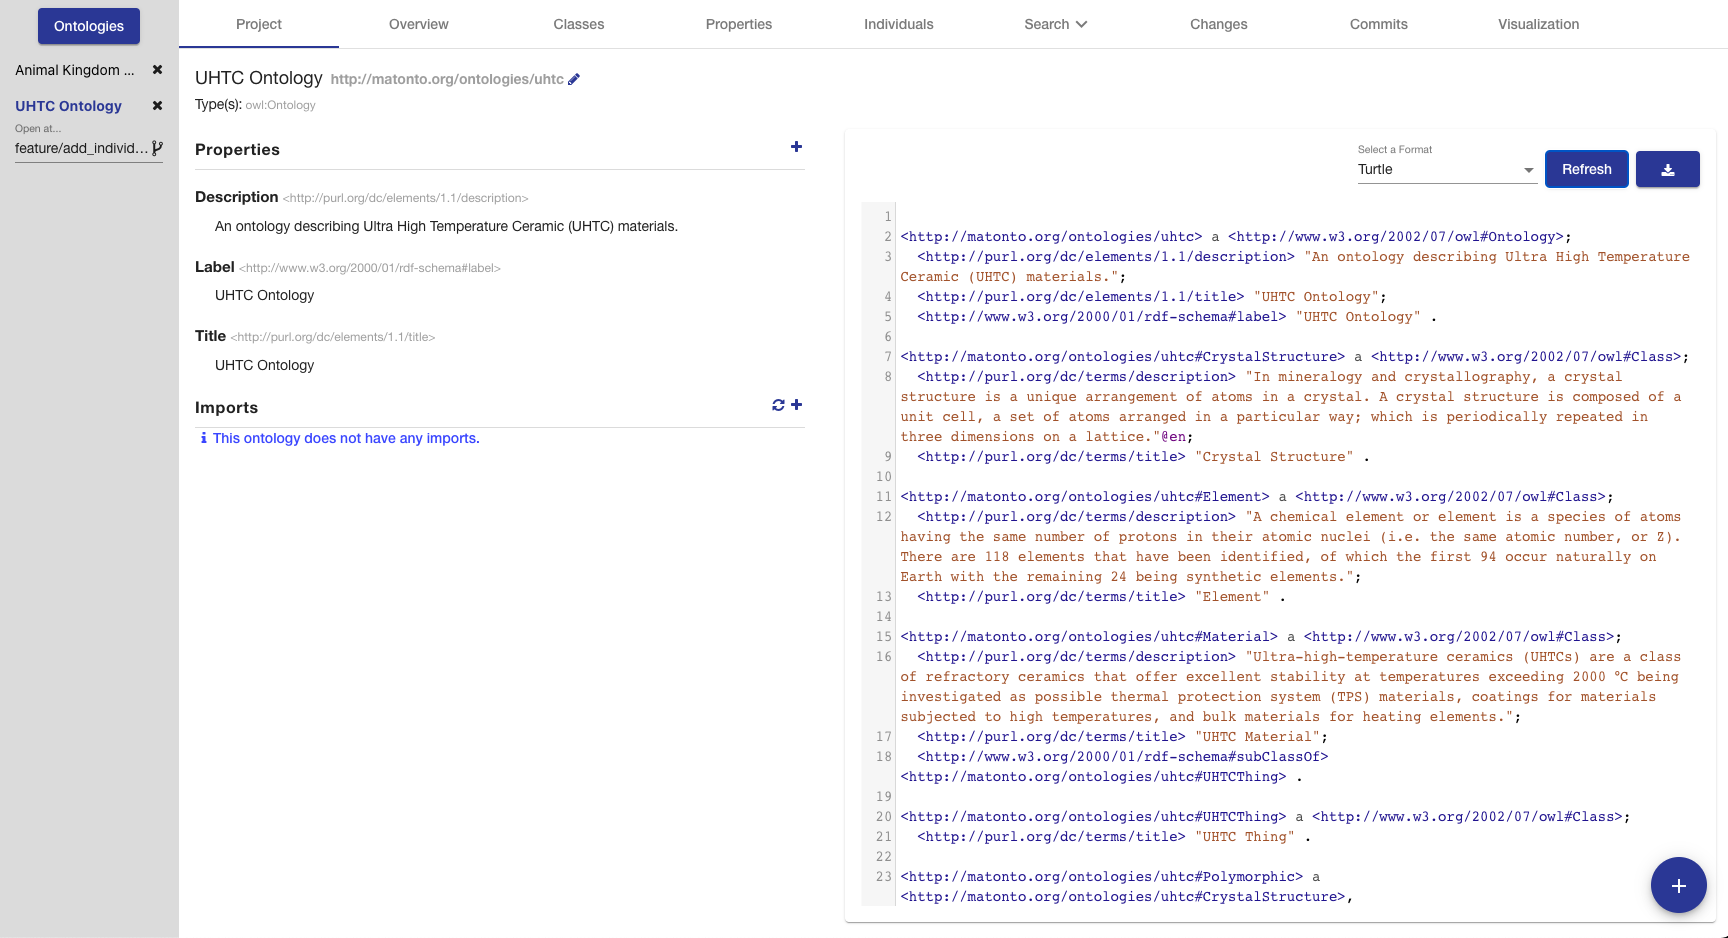 Ontologies
Animal Kingdom ...
UHTC Ontology
Open at...
feature/add_individ...
Project Overview Classes Properties Individuals Search Changes Commits Visualization
UHTC Ontology http://matonto.org/ontologies/uhtc
Type(s): owl:Ontology
Properties
Description <http://purl.org/dc/elements/1.1/description>
An ontology describing Ultra High Temperature Ceramic (UHTC) materials.
Label <http://www.w3.org/2000/01/rdf-schema#label>
UHTC Ontology
Title <http://purl.org/dc/elements/1.1/title>
UHTC Ontology
Imports
This ontology does not have any imports.
Select a Format
Turtle
Refresh
1
2 <http://matonto.org/ontologies/uhtc> a <http://www.w3.org/2002/07/owl#Ontology>;
3 <http://purl.org/dc/elements/1.1/description> "An ontology describing Ultra High Temperature
Ceramic (UHTC) materials.";
4 <http://purl.org/dc/elements/1.1/title> "UHTC Ontology";
5 <http://www.w3.org/2000/01/rdf-schema#label> "UHTC Ontology" .
6
7 <http://matonto.org/ontologies/uhtc#CrystalStructure> a <http://www.w3.org/2002/07/owl#Class>;
8 <http://purl.org/dc/terms/description> "In mineralogy and crystallography, a crystal
structure is a unique arrangement of atoms in a crystal. A crystal structure is composed of a
unit cell, a set of atoms arranged in a particular way; which is periodically repeated in
three dimensions on a lattice."@en;
9 <http://purl.org/dc/terms/title> "Crystal Structure" .
10
11 <http://matonto.org/ontologies/uhtc#Element> a <http://www.w3.org/2002/07/owl#Class>;
12 <http://purl.org/dc/terms/description> "A chemical element or element is a species of atoms
having the same number of protons in their atomic nuclei (i.e. the same atomic number, or Z).
There are 118 elements that have been identified, of which the first 94 occur naturally on
Earth with the remaining 24 being synthetic elements.";
13 <http://purl.org/dc/terms/title> "Element" .
14
15 <http://matonto.org/ontologies/uhtc#Material> a <http://www.w3.org/2002/07/owl#Class>;
16 <http://purl.org/dc/terms/description> "Ultra-high-temperature ceramics (UHTCs) are a class
of refractory ceramics that offer excellent stability at temperatures exceeding 2000 °C being
investigated as possible thermal protection system (TPS) materials, coatings for materials
subjected to high temperatures, and bulk materials for heating elements.";
17 <http://purl.org/dc/terms/title> "UHTC Material";
18 <http://www.w3.org/2000/01/rdf-schema#subClassOf>
<http://matonto.org/ontologies/uhtc#UHTCThing> .
19
20 <http://matonto.org/ontologies/uhtc#UHTCThing> a <http://www.w3.org/2002/07/owl#Class>;
21 <http://purl.org/dc/terms/title> "UHTC Thing" .
22
23 <http://matonto.org/ontologies/uhtc#Polymorphic> a
<http://matonto.org/ontologies/uhtc#CrystalStructure>,